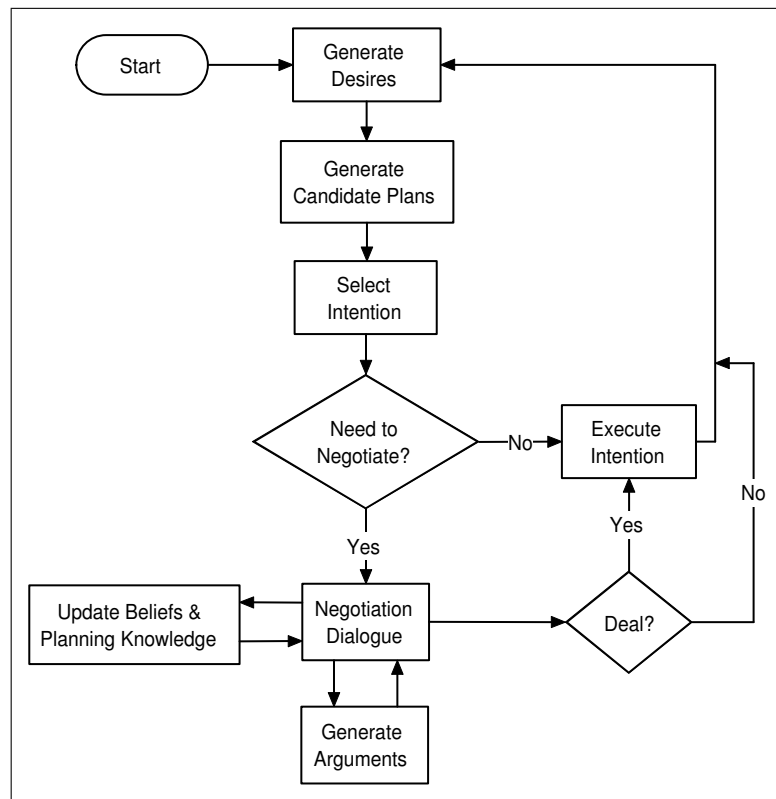 Start
Generate
Desires
Generate
Candidate Plans
Select
Intention
Need to
Negotiate?
No
Execute
Intention
No
Yes
Yes
Update Beliefs &
Planning Knowledge
Negotiation
Dialogue
Deal?
Generate
Arguments